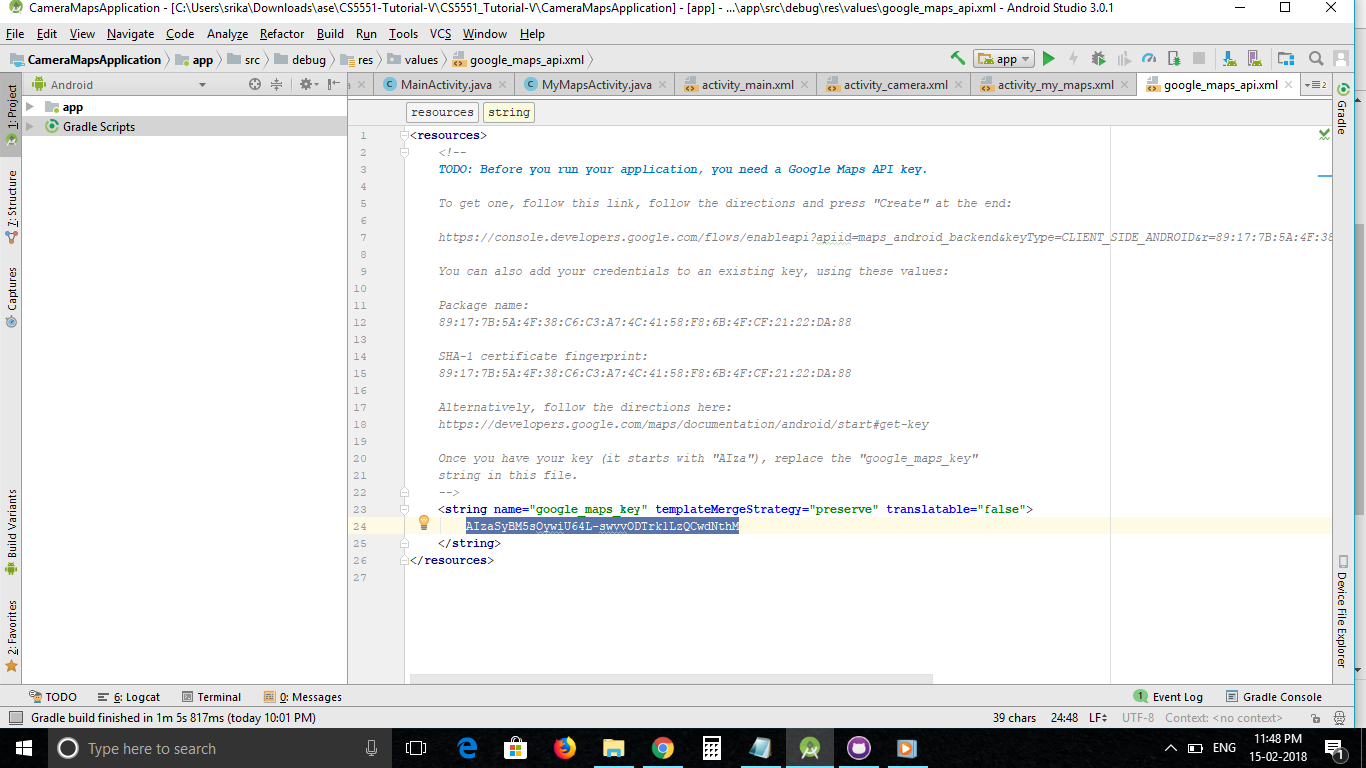 CameraMapsApplication - [C:\Users\srika\Downloads\ase\CS5551-Tutorial-V\CS5551_Tutorial-V\CameraMapsApplication] - [app] - ...\app\src\debug\res\values\google_maps_api.xml - Android Studio 3.0.1
File Edit View Navigate Code Analyze Refactor Build Run Tools VCS Window Help
CameraMapsApplication app src debug res values google_maps_api.xml
app
Android
MainActivity.java MyMapsActivity.java activity_main.xml activity_camera.xml activity_my_maps.xml google_maps_api.xml
2
app
Gradle Scripts
resources string
1: Project
7: Structure
Captures
Build Variants
2: Favorites
Gradle
Device File Explorer
1 <resources>
2 <!--
3 TODO: Before you run your application, you need a Google Maps API key.
4
5 To get one, follow this link, follow the directions and press "Create" at the end:
6
7 https://console.developers.google.com/flows/enableapi?apiid=maps_android_backend&keyType=CLIENT_SIDE_ANDROID&r=89:17:7B:5A:4F:38
8
9 You can also add your credentials to an existing key, using these values:
10
11 Package name:
12 89:17:7B:5A:4F:38:C6:C3:A7:4C:41:58:F8:6B:4F:CF:21:22:DA:88
13
14 SHA-1 certificate fingerprint:
15 89:17:7B:5A:4F:38:C6:C3:A7:4C:41:58:F8:6B:4F:CF:21:22:DA:88
16
17 Alternatively, follow the directions here:
18 https://developers.google.com/maps/documentation/android/start#get-key
19
20 Once you have your key (it starts with "AIza"), replace the "google_maps_key"
21 string in this file.
22 -->
23 <string name="google_maps_key" templateMergeStrategy="preserve" translatable="false">
24 AIzaSyBM5sOywiU64L-swvvODTrk1LzQCwdNthM
25 </string>
26 </resources>
27
TODO 6: Logcat Terminal 0: Messages 1 Event Log Gradle Console
Gradle build finished in 1m 5s 817ms (today 10:01 PM) 39 chars 24:48 LF UTF-8 Context: <no context>
Type here to search ENG 11:48 PM
15-02-2018 1